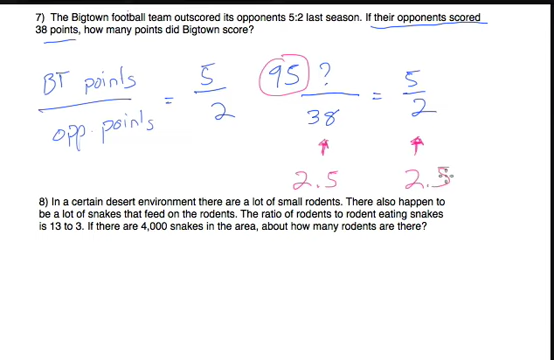 7) The Bigtown football team outscored its opponents 5:2 last season. If their opponents scored
38 points, how many points did Bigtown score?
BT points / opp. points = 5/2
95 ? / 38 = 5/2
2.5 2.5
8) In a certain desert environment there are a lot of small rodents. There also happen to
be a lot of snakes that feed on the rodents. The ratio of rodents to rodent eating snakes
is 13 to 3. If there are 4,000 snakes in the area, about how many rodents are there?